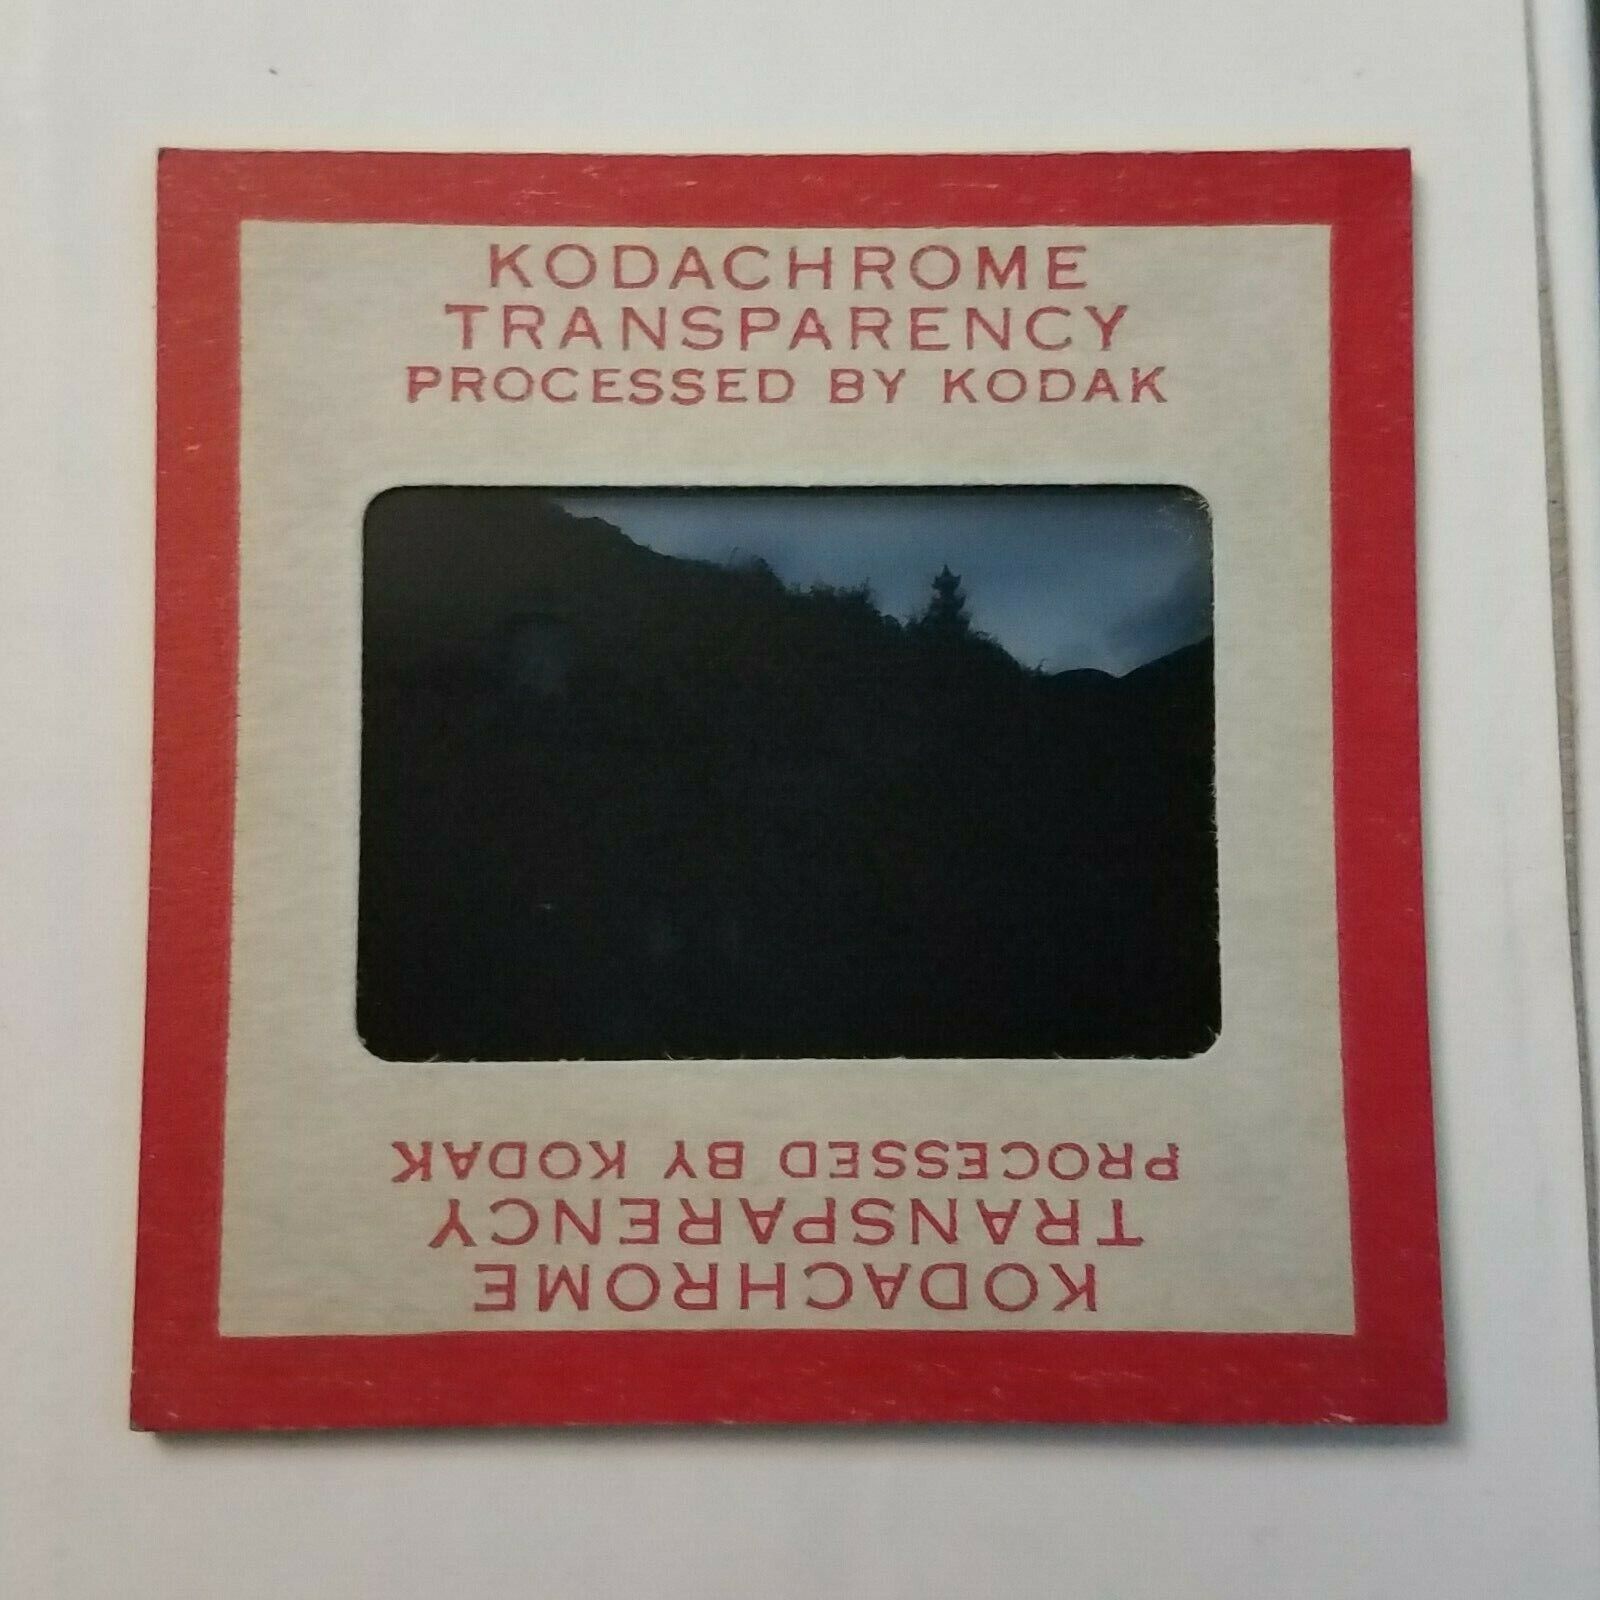 KODACHROME
TRANSPARENCY
PROCESSED BY KODAK
PROCESSED BY KODAK
TRANSPARENCY
KODACHROME